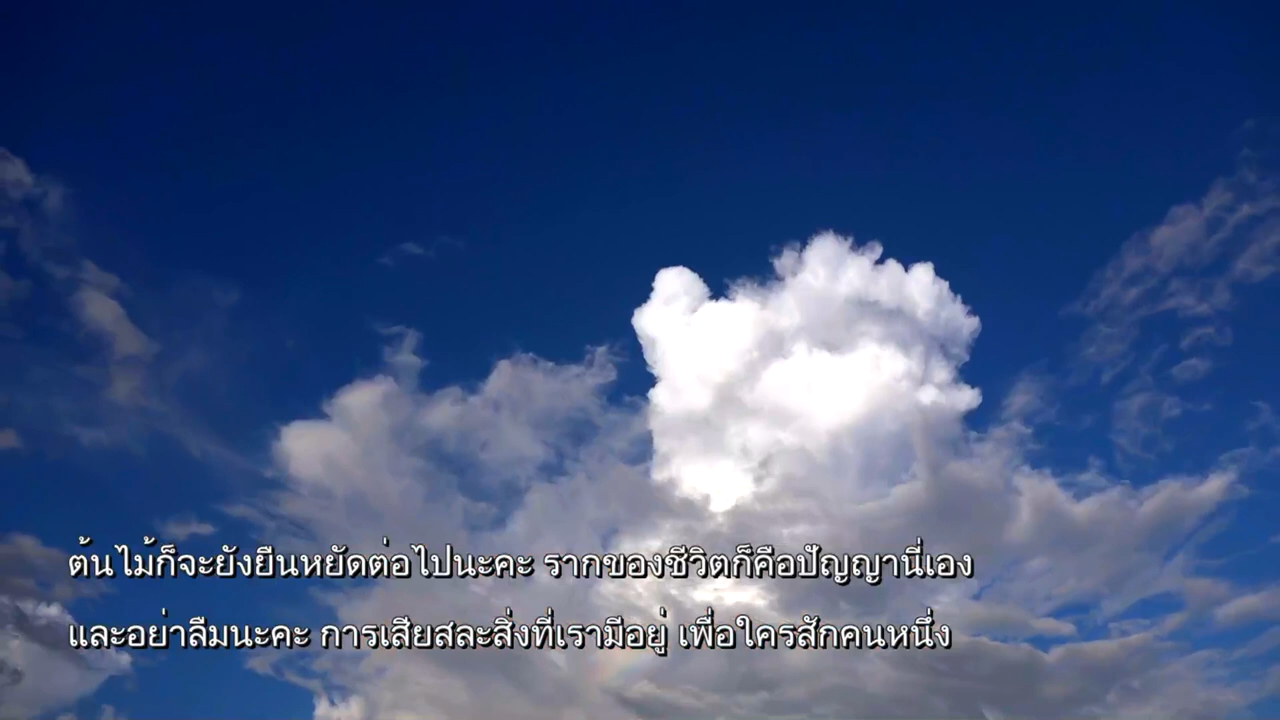 ต้นไม้ก็จะยังยืนหยัดต่อไปนะคะ รากของชีวิตก็คือปัญญานี่เอง
และอย่าลืมนะคะ การเสียสละสิ่งที่เรามีอยู่ เพื่อใครสักคนหนึ่ง